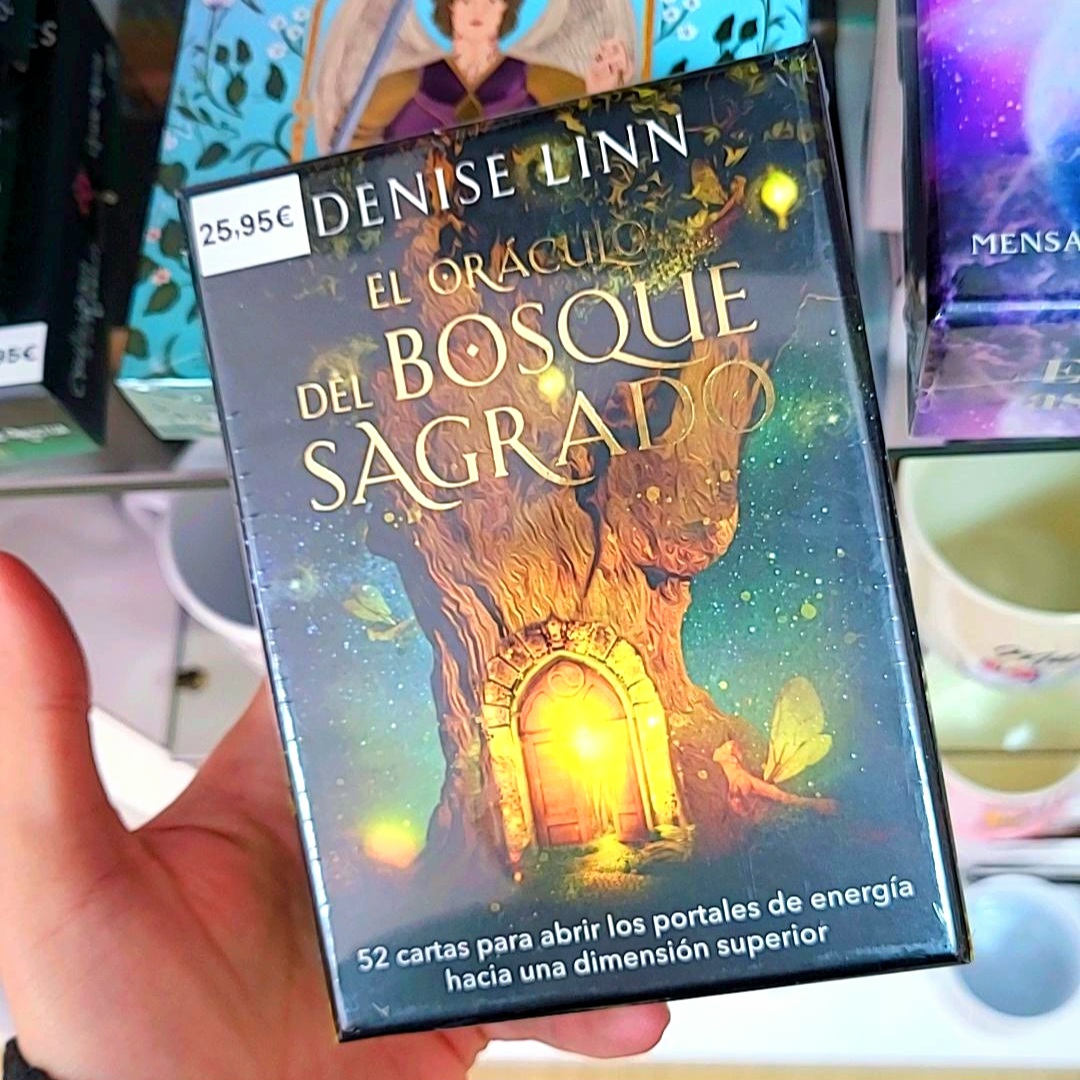 25,95€
DENISE LINN
EL ORÁCULO
DEL BOSQUE
SAGRADO
52 cartas para abrir los portales de energía
hacia una dimensión superior
95€
MENSA